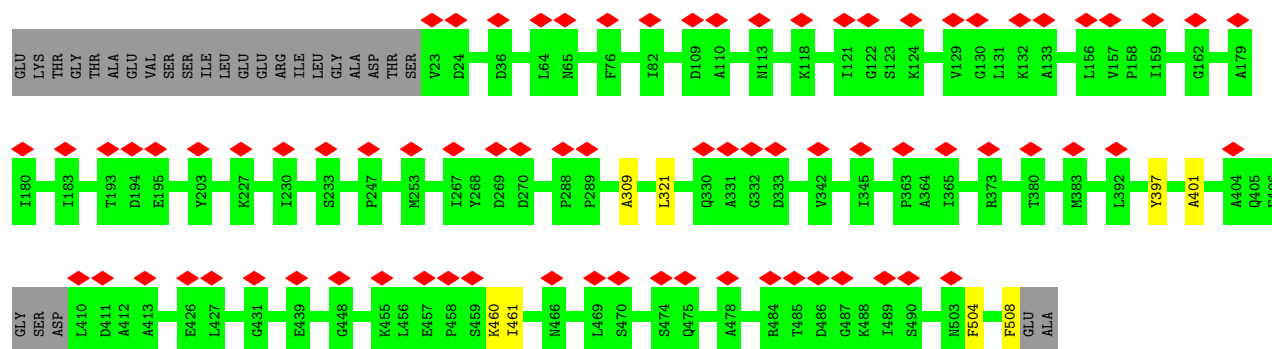 GLU LYS THR GLY THR ALA GLU VAL SER SER ILE LEU GLU GLU ARG ILE LEU GLY ALA ASP THR SER V23 D24 D36 L64 N65 F76 I82 D109 A110 N113 K118 I121 G122 S123 K124 V129 G130 L131 K132 A133 L156 V157 P158 I159 G162 A179
I180 I183 T193 D194 E195 Y203 K227 I230 S233 P247 M253 I267 Y268 D269 D270 P288 P289 A309 L321 Q330 A331 G332 D333 V342 I345 P363 A364 I365 R373 T380 M383 L392 Y397 A401 A404 Q405
GLY SER ASP L410 D411 A412 A413 E426 L427 G431 E439 G448 K455 L456 E457 P458 S459 K460 I461 N466 L469 S470 S474 Q475 A478 R484 T485 D486 G487 K488 I489 S490 N503 F504 F508 GLU ALA